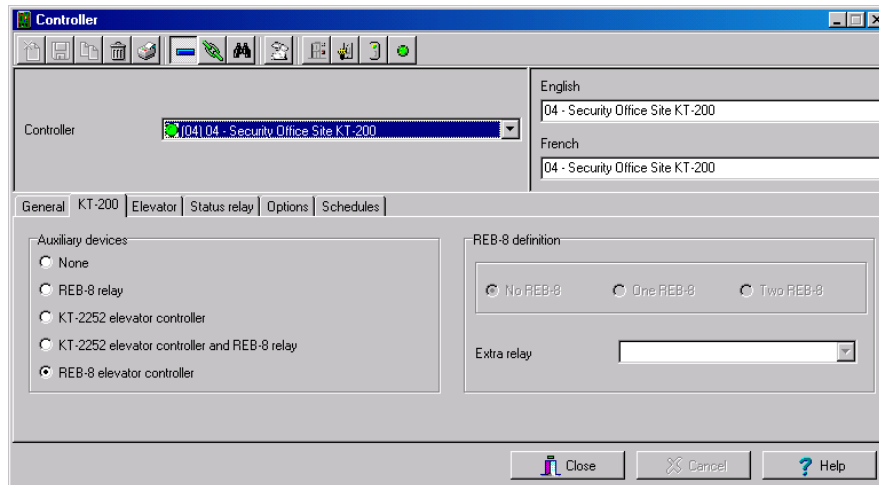 Controller
English
04 - Security Office Site KT-200
Controller
(04) 04 - Security Office Site KT-200
French
04 - Security Office Site KT-200
General KT-200 Elevator Status relay Options Schedules
Auxiliary devices
None
REB-8 relay
KT-2252 elevator controller
KT-2252 elevator controller and REB-8 relay
REB-8 elevator controller
REB-8 definition
No REB-8 One REB-8 Two REB-8
Extra relay
Close Cancel Help